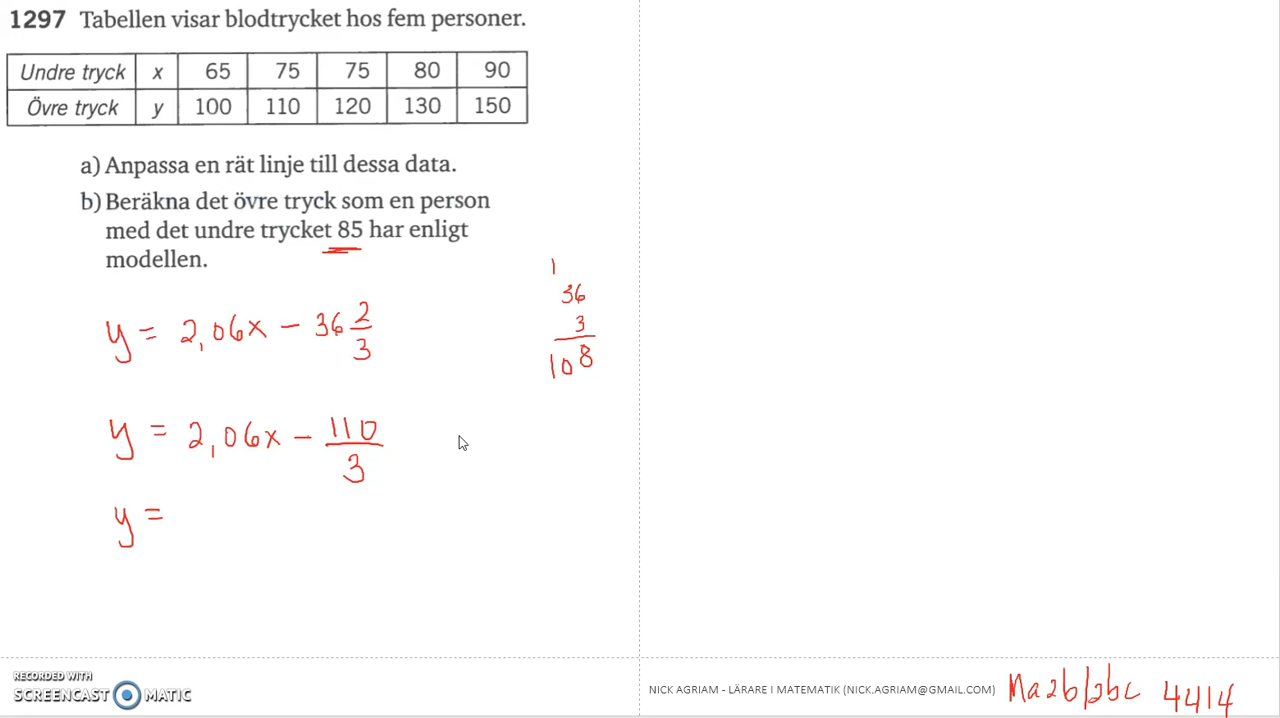 1297 Tabellen visar blodtrycket hos fem personer.
Undre tryck x 65 75 75 80 90
Övre tryck y 100 110 120 130 150
a) Anpassa en rät linje till dessa data.
b) Beräkna det övre tryck som en person
med det undre trycket 85 har enligt
modellen.
y = 2,06x - 36 2/3
1
36
3
108
y = 2,06x - 110/3
y =
RECORDED WITH
SCREENCAST MATIC
NICK AGRIAM - LÄRARE I MATEMATIK (NICK.AGRIAM@GMAIL.COM)
Ma2b/2bc 4414